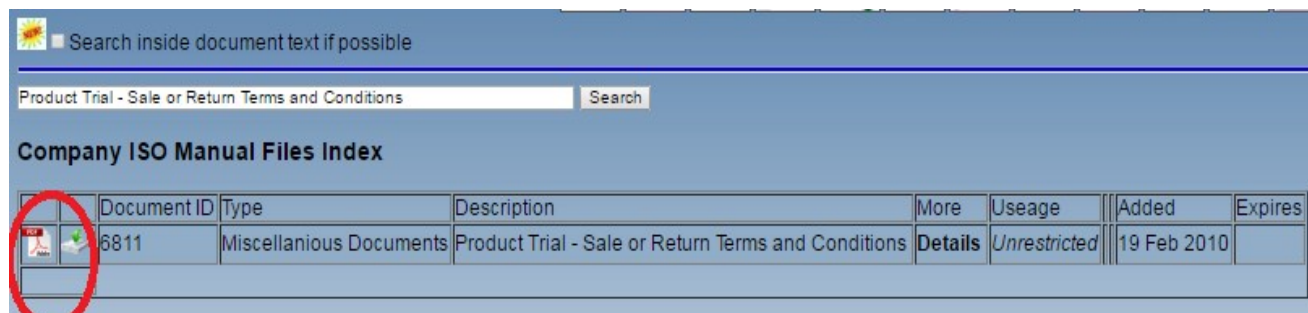 NEW
Search inside document text if possible
Product Trial - Sale or Return Terms and Conditions Search
Company ISO Manual Files Index
Document ID Type Description More Useage Added Expires
PDF 6811 Miscellanious Documents Product Trial - Sale or Return Terms and Conditions Details Unrestricted 19 Feb 2010